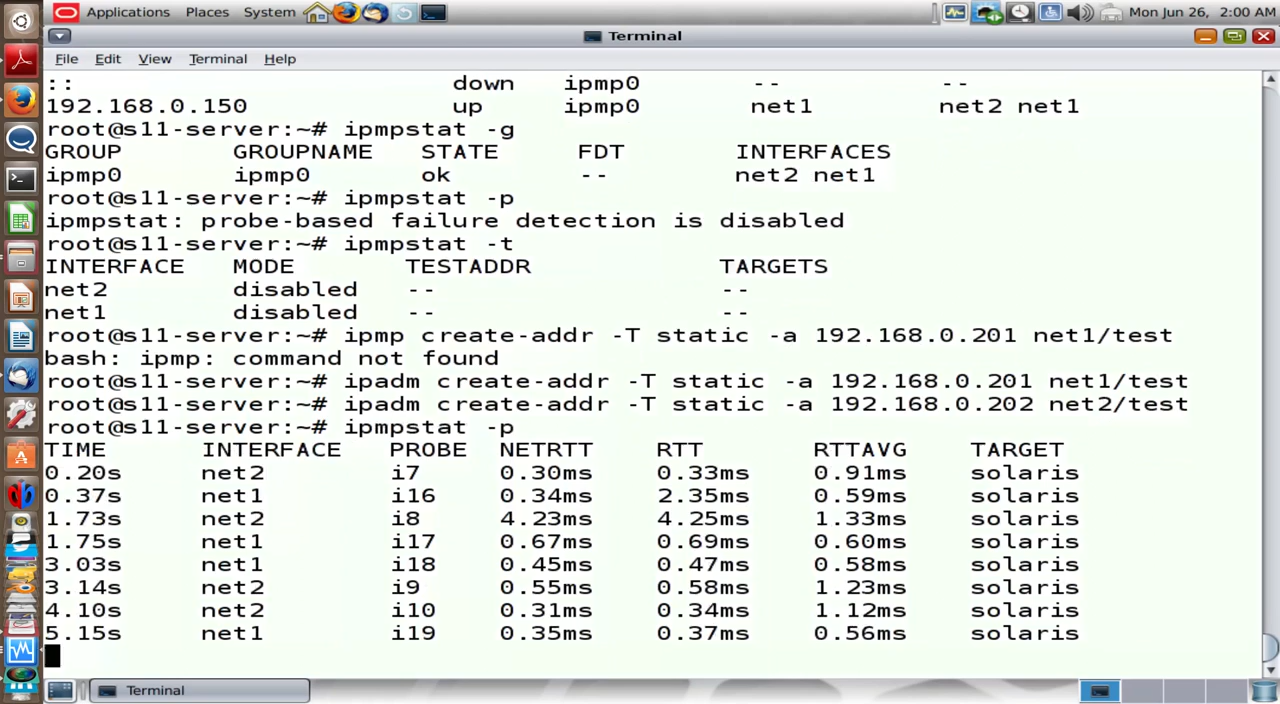 Applications Places System Mon Jun 26, 2:00 AM
Terminal
File Edit View Terminal Help
:: down ipmp0 -- --
192.168.0.150 up ipmp0 net1 net2 net1
root@s11-server:~# ipmpstat -g
GROUP GROUPNAME STATE FDT INTERFACES
ipmp0 ipmp0 ok -- net2 net1
root@s11-server:~# ipmpstat -p
ipmpstat: probe-based failure detection is disabled
root@s11-server:~# ipmpstat -t
INTERFACE MODE TESTADDR TARGETS
net2 disabled -- --
net1 disabled -- --
root@s11-server:~# ipmp create-addr -T static -a 192.168.0.201 net1/test
bash: ipmp: command not found
root@s11-server:~# ipadm create-addr -T static -a 192.168.0.201 net1/test
root@s11-server:~# ipadm create-addr -T static -a 192.168.0.202 net2/test
root@s11-server:~# ipmpstat -p
TIME INTERFACE PROBE NETRTT RTT RTTAVG TARGET
0.20s net2 i7 0.30ms 0.33ms 0.91ms solaris
0.37s net1 i16 0.34ms 2.35ms 0.59ms solaris
1.73s net2 i8 4.23ms 4.25ms 1.33ms solaris
1.75s net1 i17 0.67ms 0.69ms 0.60ms solaris
3.03s net1 i18 0.45ms 0.47ms 0.58ms solaris
3.14s net2 i9 0.55ms 0.58ms 1.23ms solaris
4.10s net2 i10 0.31ms 0.34ms 1.12ms solaris
5.15s net1 i19 0.35ms 0.37ms 0.56ms solaris
Terminal